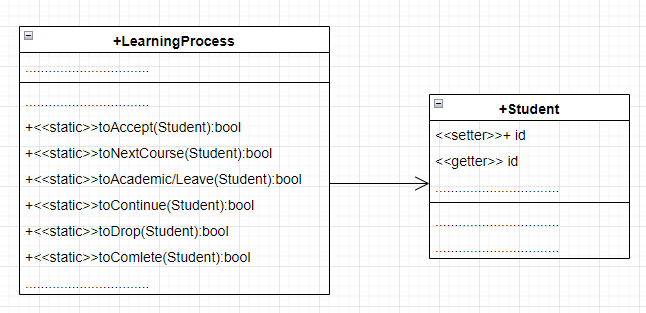 +LearningProcess
................................
................................
+<<static>>toAccept(Student):bool
+<<static>>toNextCourse(Student):bool
+<<static>>toAcademic/Leave(Student):bool
+<<static>>toContinue(Student):bool
+<<static>>toDrop(Student):bool
+<<static>>toComlete(Student):bool
................................
+Student
<<setter>>+ id
<<getter>> id
................................
................................
................................